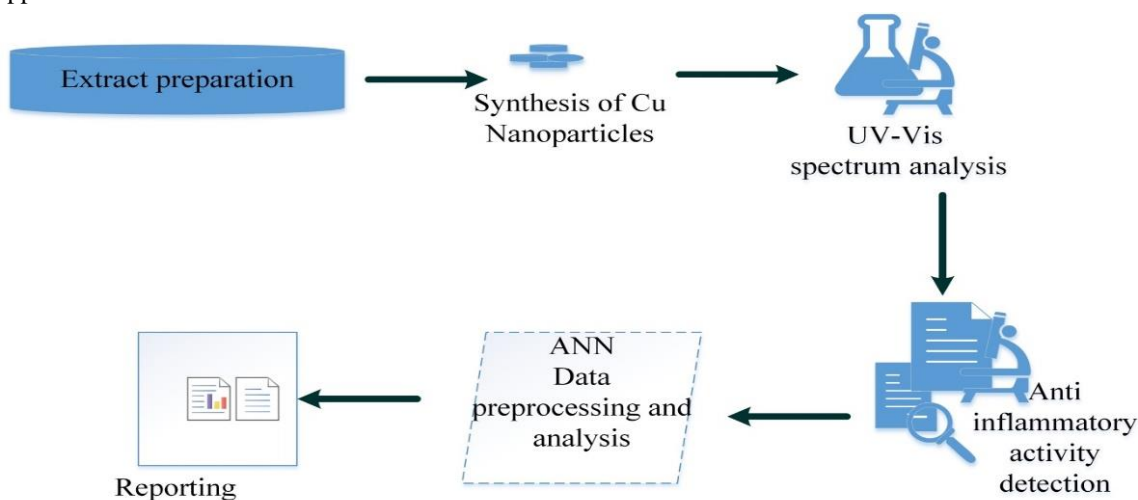 Extract preparation
Synthesis of Cu
Nanoparticles
UV-Vis
spectrum analysis
Anti
inflammatory
activity
detection
ANN
Data
preprocessing and
analysis
Reporting